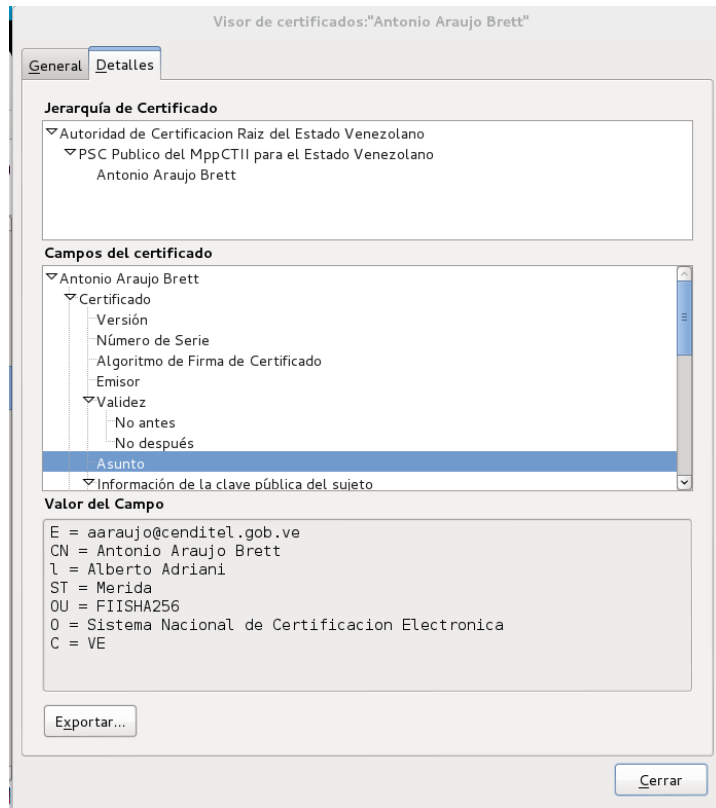 Visor de certificados:"Antonio Araujo Brett"
General Detalles
Jerarquía de Certificado
Autoridad de Certificacion Raiz del Estado Venezolano
PSC Publico del MppCTII para el Estado Venezolano
Antonio Araujo Brett
Campos del certificado
Antonio Araujo Brett
Certificado
Versión
Número de Serie
Algoritmo de Firma de Certificado
Emisor
Validez
No antes
No después
Asunto
Información de la clave pública del sujeto
Valor del Campo
E = aaraujo@cenditel.gob.ve
CN = Antonio Araujo Brett
l = Alberto Adriani
ST = Merida
OU = FIISHA256
O = Sistema Nacional de Certificacion Electronica
C = VE
Exportar...
Cerrar